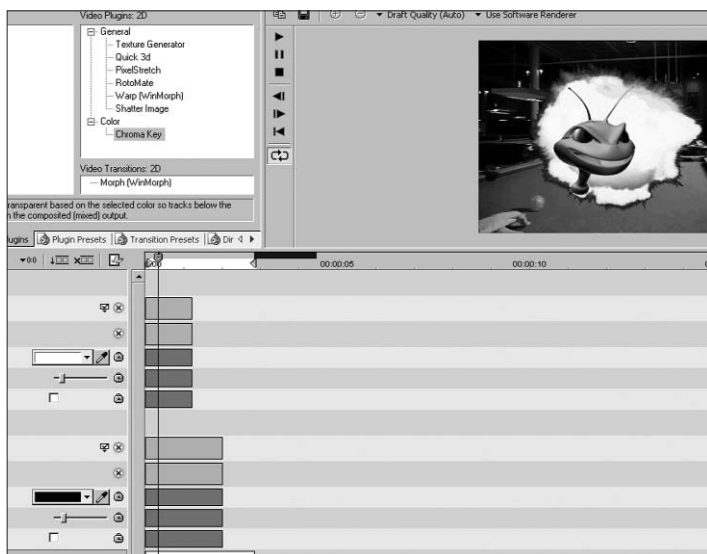 Video Plugins: 2D
General
Texture Generator
Quick 3d
PixelStretch
RotoMate
Warp (WinMorph)
Shatter Image
Color
Chroma Key
Video Transitions: 2D
Morph (WinMorph)
transparent based on the selected color so tracks below the
the composited (mixed) output.
Plugin Presets
Transition Presets
Dir
Draft Quality (Auto)
Use Software Renderer
00:00:05
00:00:10